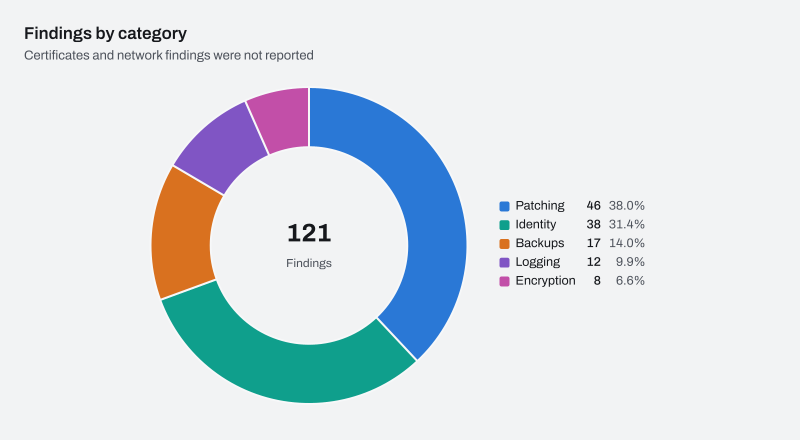 Findings by category
Certificates and network findings were not reported
121
Findings
Patching 46 38.0%
Identity 38 31.4%
Backups 17 14.0%
Logging 12 9.9%
Encryption 8 6.6%